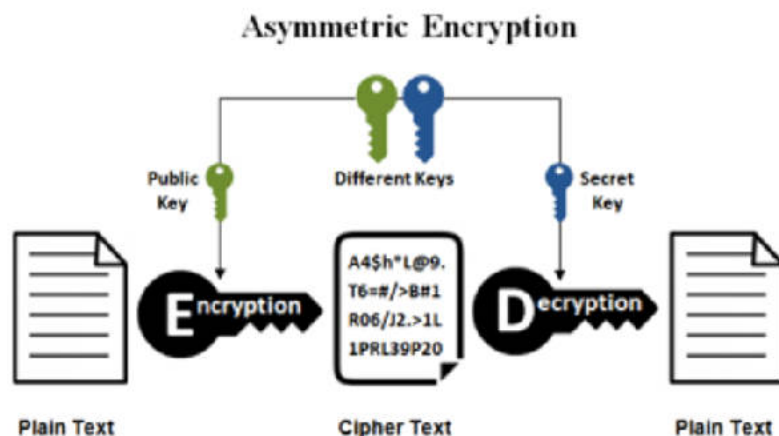 Asymmetric Encryption
Public
Key
Different Keys
Secret
Key
Encryption
A4$h*L@9.
T6=#/>B#1
R06/J2.>1L
1PRL39P20
Decryption
Plain Text
Cipher Text
Plain Text